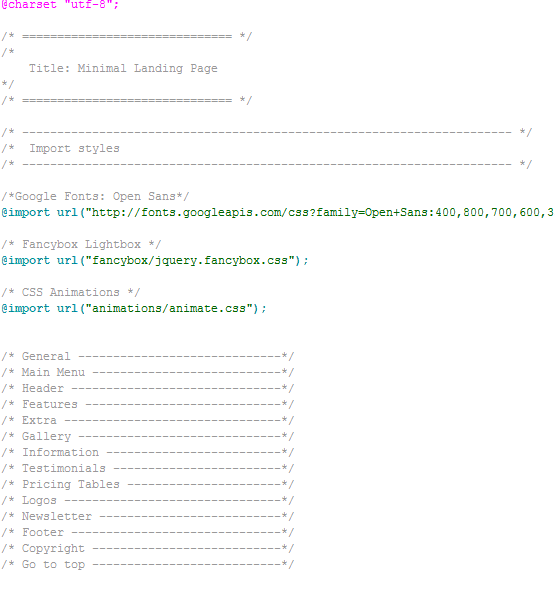 @charset "utf-8";
/* ============================== */
/*
Title: Minimal Landing Page
*/
/* ============================== */
/* ---------------------------------------------------------------------- */
/*  Import styles
/* ---------------------------------------------------------------------- */
/*Google Fonts: Open Sans*/
@import url("http://fonts.googleapis.com/css?family=Open+Sans:400,800,700,600,3
/* Fancybox Lightbox */
@import url("fancybox/jquery.fancybox.css");
/* CSS Animations */
@import url("animations/animate.css");
/* General -----------------------------*/
/* Main Menu ---------------------------*/
/* Header ------------------------------*/
/* Features ----------------------------*/
/* Extra -------------------------------*/
/* Gallery -----------------------------*/
/* Information -------------------------*/
/* Testimonials ------------------------*/
/* Pricing Tables ----------------------*/
/* Logos -------------------------------*/
/* Newsletter --------------------------*/
/* Footer ------------------------------*/
/* Copyright ---------------------------*/
/* Go to top ---------------------------*/